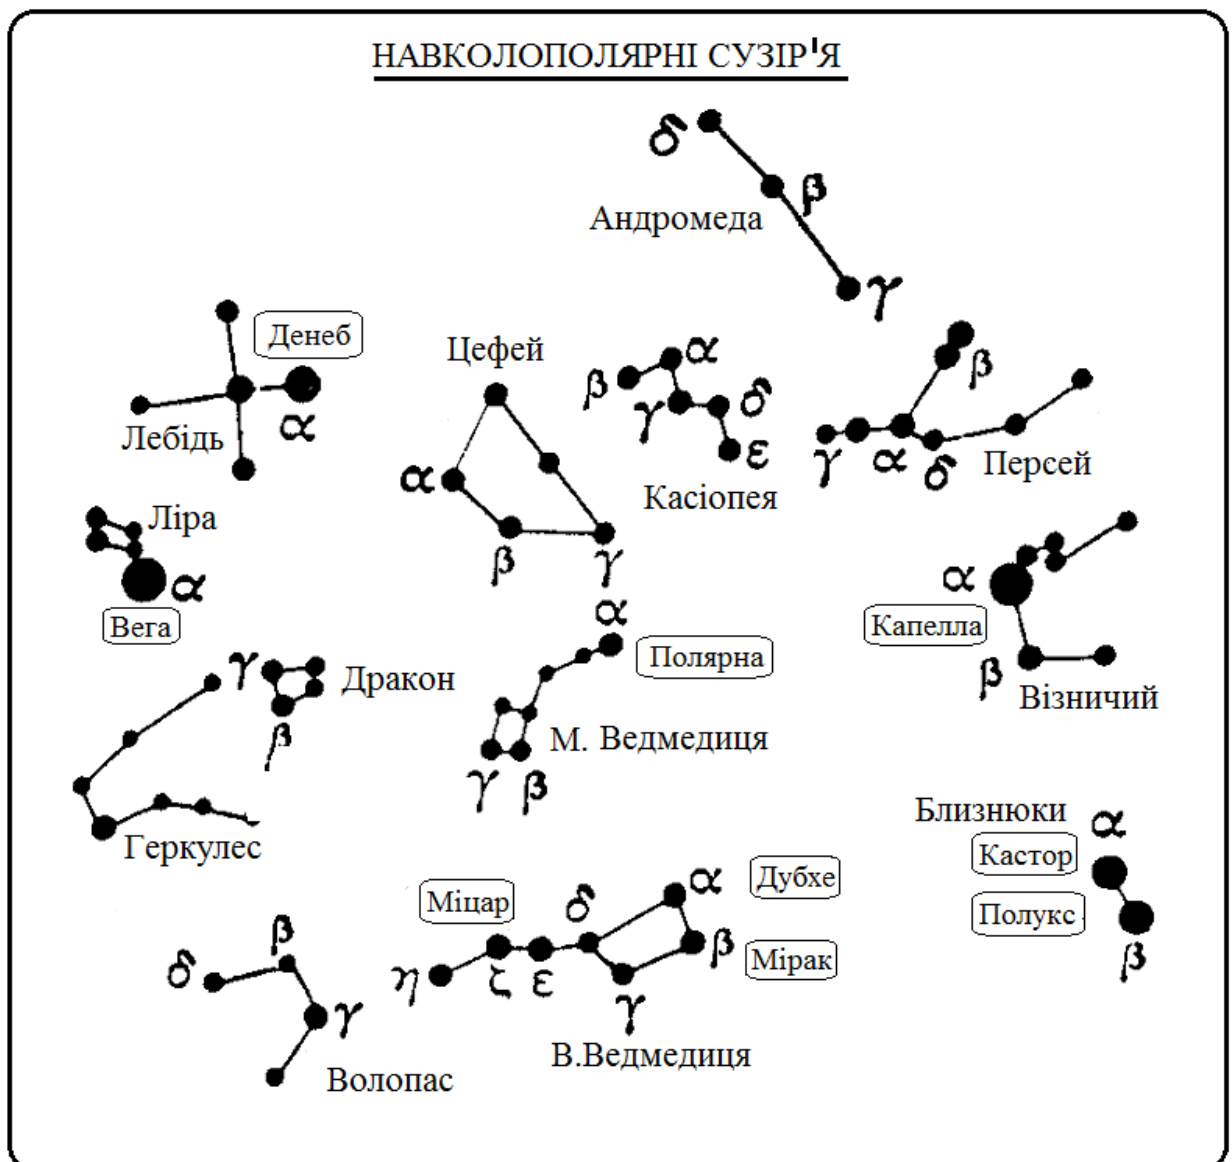 НАВКОЛОПОЛЯРНІ СУЗІР'Я
δ
β
Андромеда
γ
Денеб
α
Лебідь
Цефей
α
β
γ
α
β
γ
δ
ε
Касіопея
β
γ
α
δ
Персей
Ліра
α
Вега
α
Капелла
β
Візничий
γ
Дракон
β
α
Полярна
М. Ведмедиця
γ
β
Геркулес
Близнюки
α
Кастор
Полукс
β
Міцар
δ
α
Дубхе
β
Мірак
η
ζ
ε
γ
В.Ведмедиця
β
δ
γ
Волопас